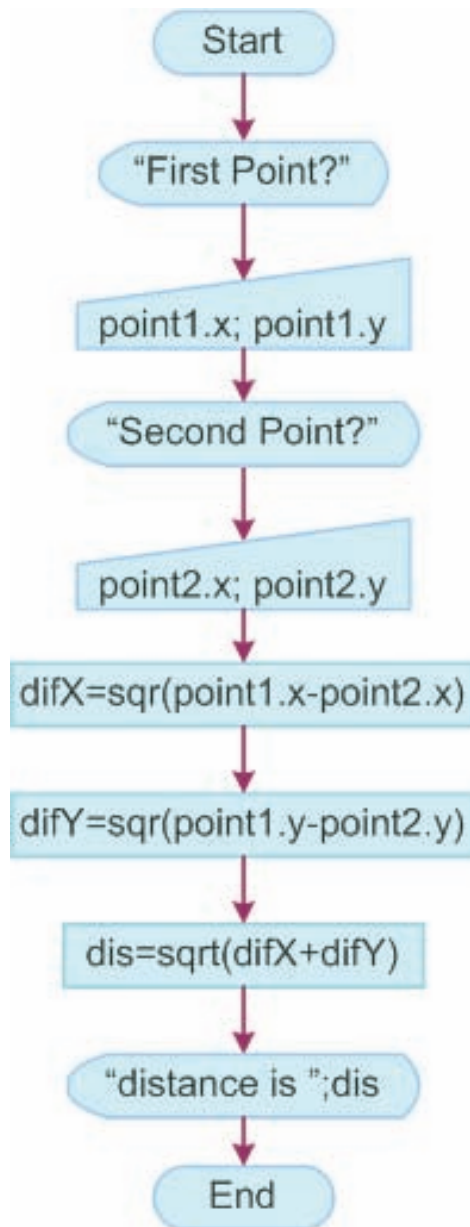 Start
“First Point?”
point1.x; point1.y
“Second Point?”
point2.x; point2.y
difX=sqr(point1.x-point2.x)
difY=sqr(point1.y-point2.y)
dis=sqrt(difX+difY)
“distance is ”;dis
End